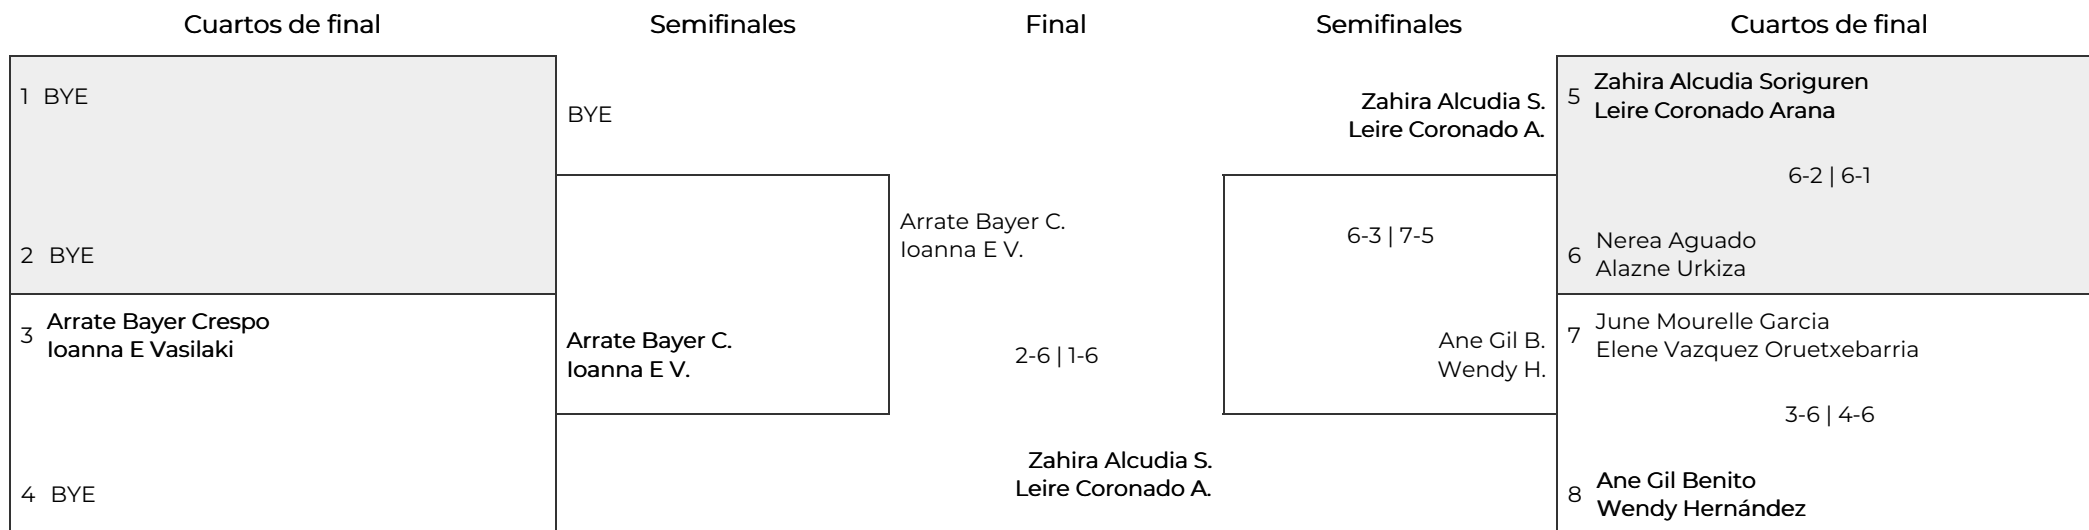 Cuartos de final
Semifinales
Final
Semifinales
Cuartos de final
1 BYE
2 BYE
3 Arrate Bayer Crespo
Ioanna E Vasilaki
4 BYE
BYE
Arrate Bayer C.
Ioanna E V.
Arrate Bayer C.
Ioanna E V.
2-6 | 1-6
Zahira Alcudia S.
Leire Coronado A.
Zahira Alcudia S.
Leire Coronado A.
6-3 | 7-5
Ane Gil B.
Wendy H.
5 Zahira Alcudia Soriguren
Leire Coronado Arana
6-2 | 6-1
6 Nerea Aguado
Alazne Urkiza
7 June Mourelle Garcia
Elene Vazquez Oruetxebarria
3-6 | 4-6
8 Ane Gil Benito
Wendy Hernández